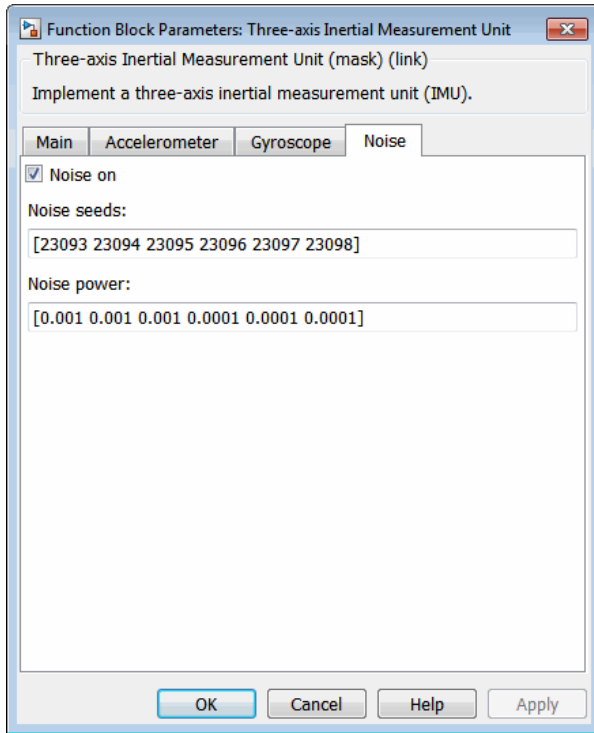 Function Block Parameters: Three-axis Inertial Measurement Unit
Three-axis Inertial Measurement Unit (mask) (link)
Implement a three-axis inertial measurement unit (IMU).
Main Accelerometer Gyroscope Noise
Noise on
Noise seeds:
[23093 23094 23095 23096 23097 23098]
Noise power:
[0.001 0.001 0.001 0.0001 0.0001 0.0001]
OK Cancel Help Apply